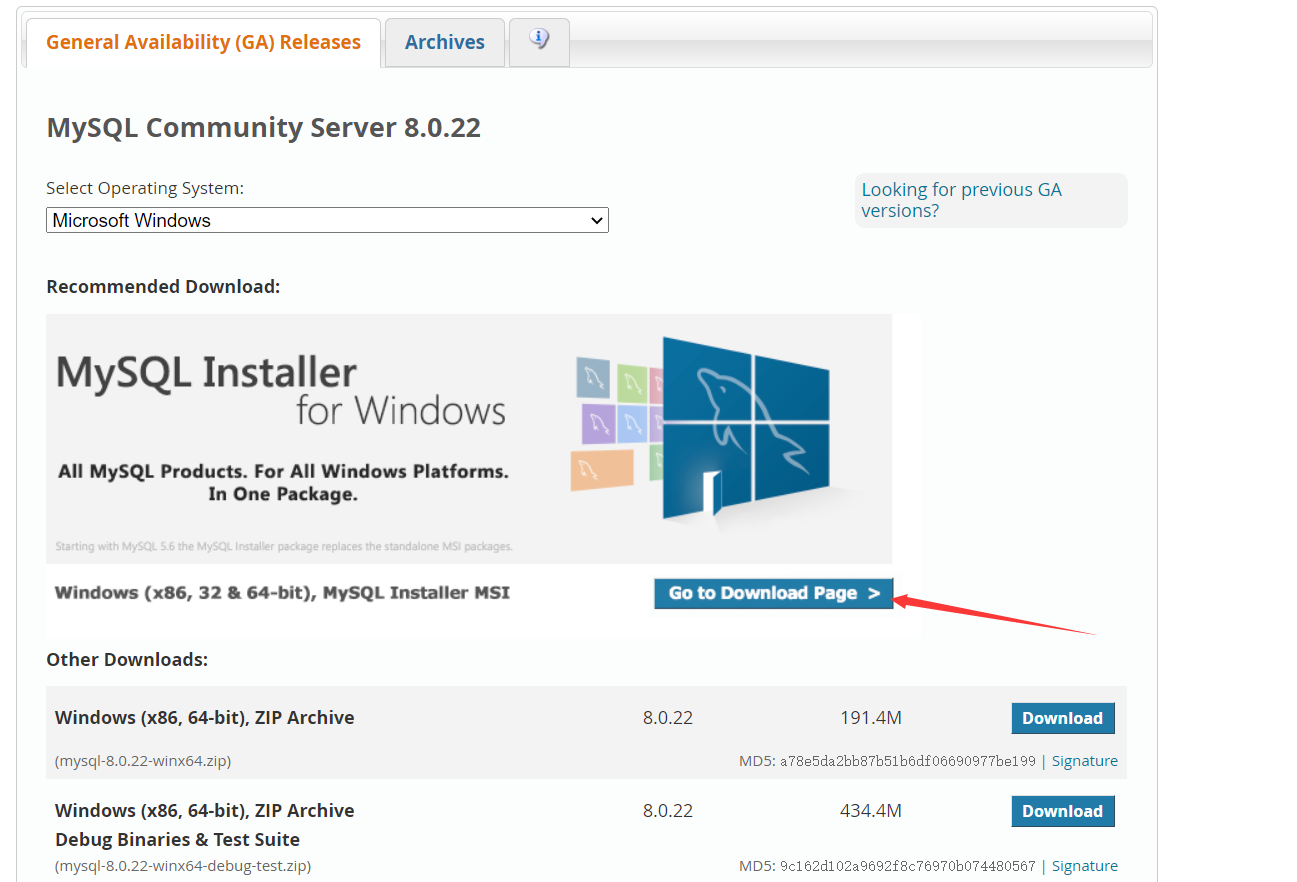 General Availability (GA) Releases
Archives
MySQL Community Server 8.0.22
Select Operating System:
Looking for previous GA
versions?
Microsoft Windows
Recommended Download:
MySQL Installer
for Windows
All MySQL Products. For All Windows Platforms.
In One Package.
Starting with MySQL 5.6 the MySQL Installer package replaces the standalone MSI packages.
Windows (x86, 32 & 64-bit), MySQL Installer MSI
Go to Download Page >
Other Downloads:
Windows (x86, 64-bit), ZIP Archive 8.0.22 191.4M Download
(mysql-8.0.22-winx64.zip) MD5: a78e5da2bb87b51b6df06690977be199 | Signature
Windows (x86, 64-bit), ZIP Archive 8.0.22 434.4M Download
Debug Binaries & Test Suite
(mysql-8.0.22-winx64-debug-test.zip) MD5: 9c162d102a9692f8c76970b074480567 | Signature